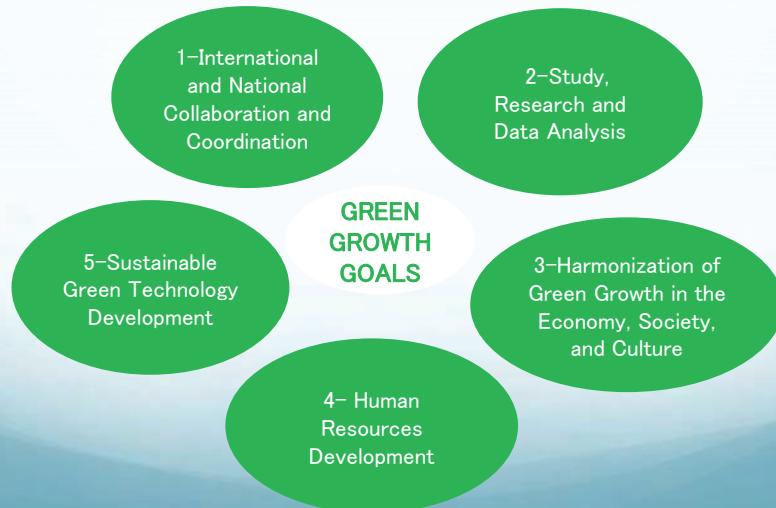 1-International
and National
Collaboration and
Coordination
2-Study,
Research and
Data Analysis
GREEN
GROWTH
GOALS
3-Harmonization of
Green Growth in the
Economy, Society,
and Culture
4- Human
Resources
Development
5-Sustainable
Green Technology
Development